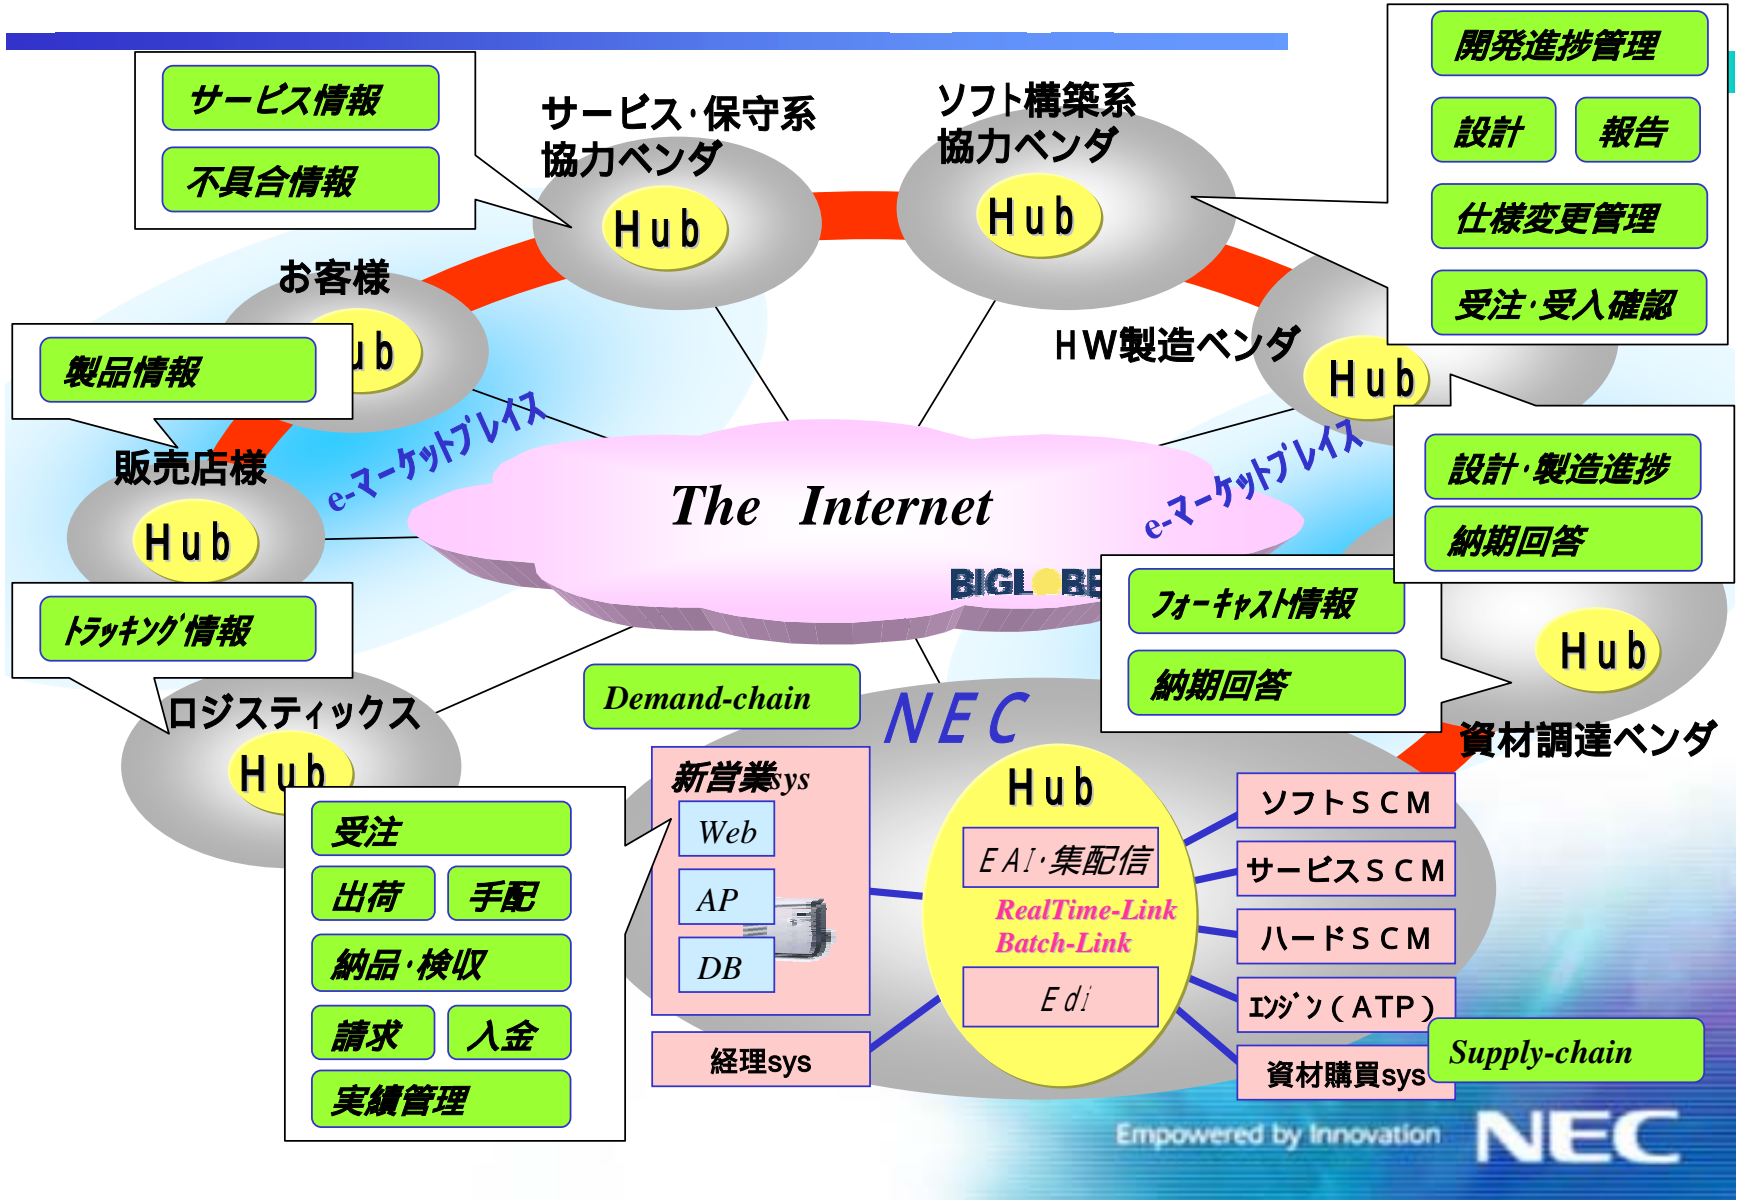 開発進捗管理
設計
報告
仕様変更管理
受注・受入確認
サービス情報
不具合情報
サービス・保守系
協力ベンダ
Hub
ソフト構築系
協力ベンダ
Hub
お客様
ub
製品情報
HW製造ベンダ
Hub
e-マーケットプレイス
e-マーケットプレイス
設計・製造進捗
納期回答
販売店様
Hub
The Internet
BIGLOBE
フォーキャスト情報
納期回答
Hub
資材調達ベンダ
トラッキング情報
ロジスティックス
Hub
Demand-chain
NEC
新営業sys
Web
AP
DB
経理sys
Hub
EAI・集配信
RealTime-Link
Batch-Link
Edi
ソフトSCM
サービスSCM
ハードSCM
エンジン(ATP)
資材購買sys
Supply-chain
受注
出荷
手配
納品・検収
請求
入金
実績管理
Empowered by Innovation
NEC